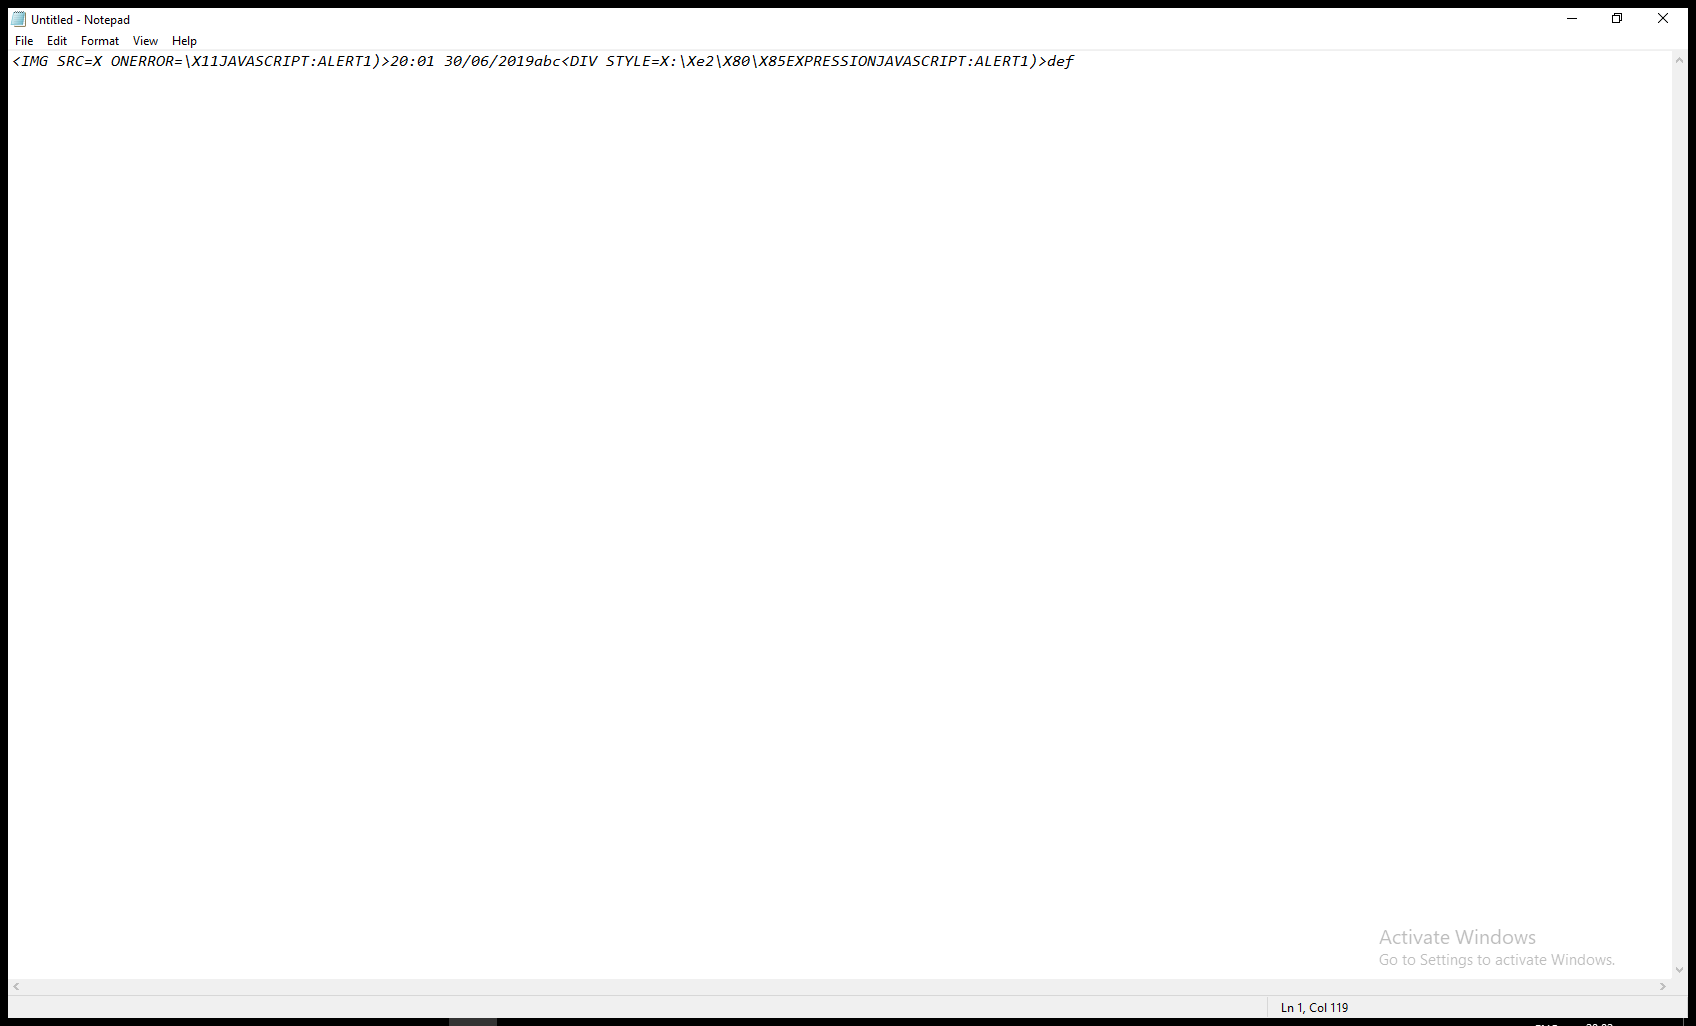 Untitled - Notepad
File Edit Format View Help
<IMG SRC=X ONERROR=\X11JAVASCRIPT:ALERT1)>20:01 30/06/2019abc<DIV STYLE=X:\Xe2\X80\X85EXPRESSIONJAVASCRIPT:ALERT1)>def
Activate Windows
Go to Settings to activate Windows.
Ln 1, Col 119